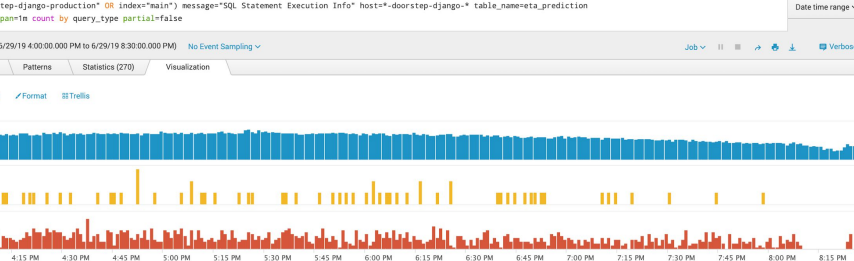 tep-django-production" OR index="main") message="SQL Statement Execution Info" host=*-doorstep-django-* table_name=eta_prediction
Date time range
pan=1m count by query_type partial=false
6/29/19 4:00:00.000 PM to 6/29/19 8:30:00.000 PM) No Event Sampling
Job
Verbos
Patterns Statistics (270) Visualization
Format Trellis
4:15 PM 4:30 PM 4:45 PM 5:00 PM 5:15 PM 5:30 PM 5:45 PM 6:00 PM 6:15 PM 6:30 PM 6:45 PM 7:00 PM 7:15 PM 7:30 PM 7:45 PM 8:00 PM 8:15 PM